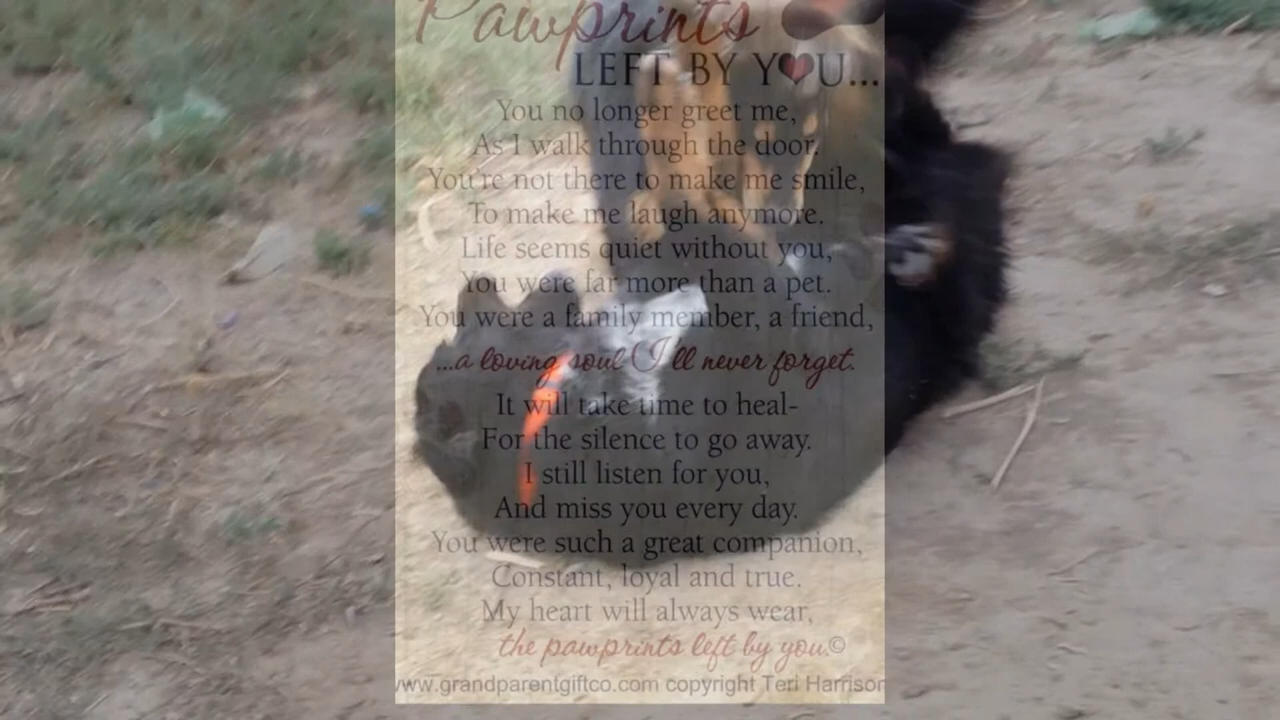 Pawprints
LEFT BY Y♥U...
You no longer greet me,
As I walk through the door.
You're not there to make me smile,
To make me laugh anymore.
Life seems quiet without you,
You were far more than a pet.
You were a family member, a friend,
...a loving soul I'll never forget.
It will take time to heal-
For the silence to go away.
I still listen for you,
And miss you every day.
You were such a great companion,
Constant, loyal and true.
My heart will always wear,
the pawprints left by you.©
www.grandparentgiftco.com copyright Teri Harrison